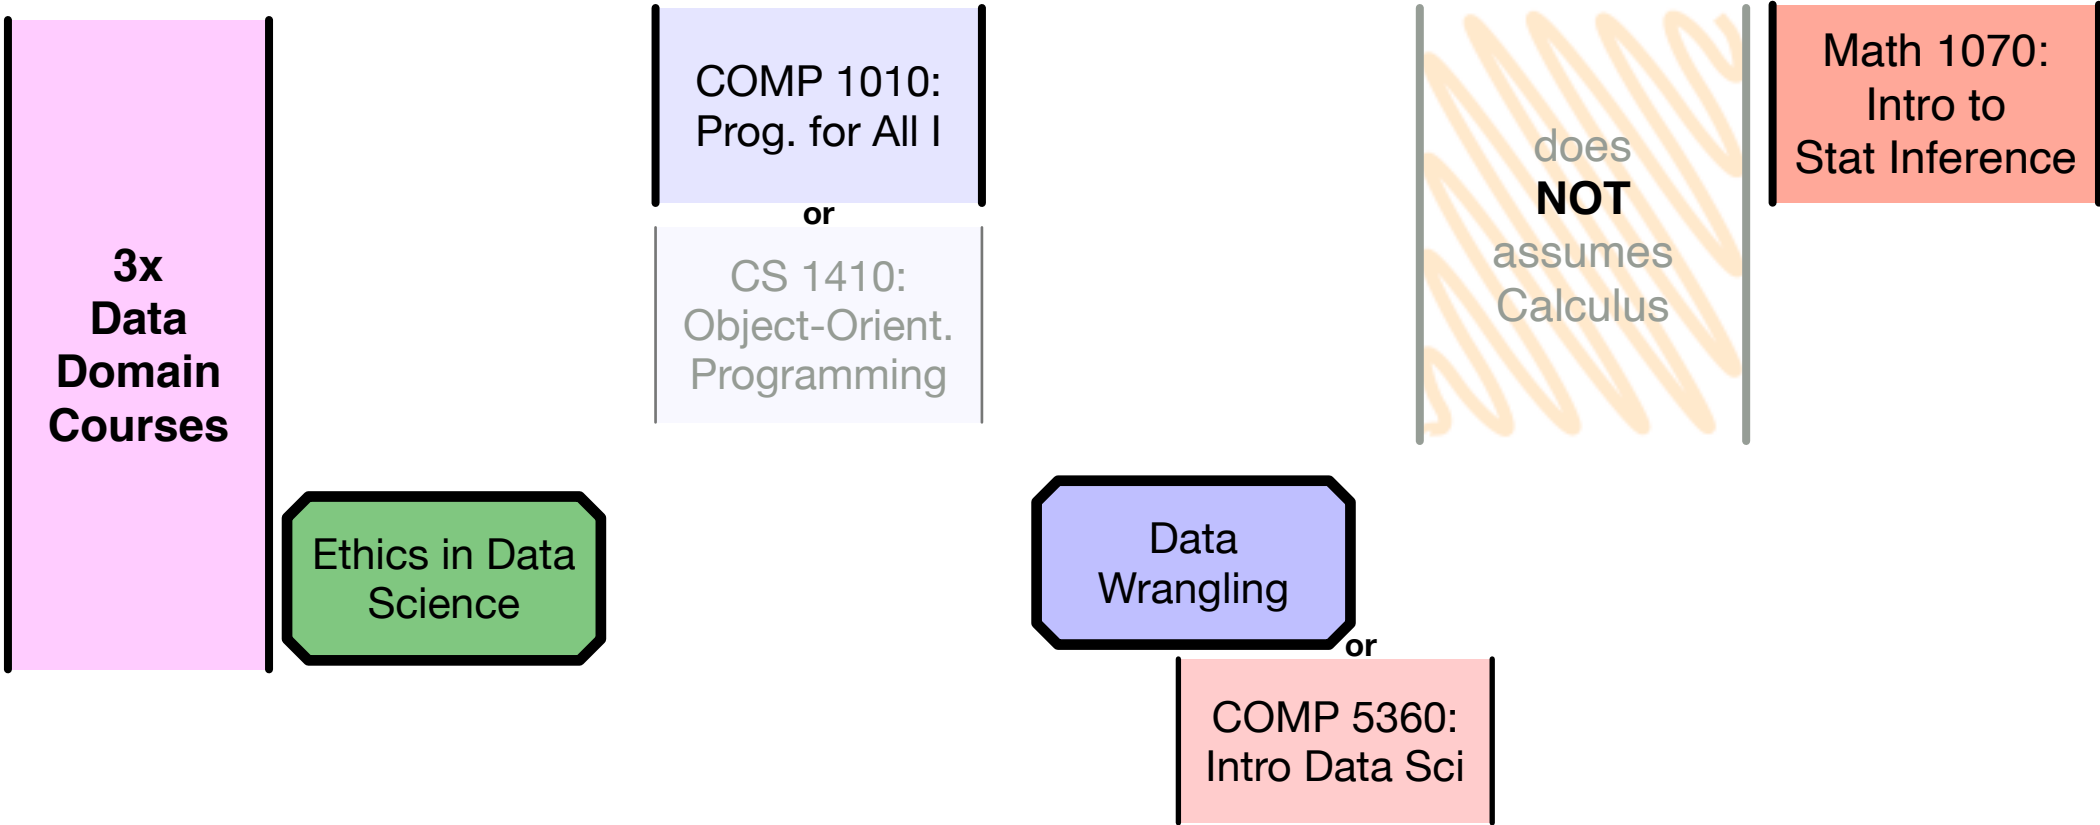 3x
Data
Domain
Courses
Ethics in Data
Science
COMP 1010:
Prog. for All I
or
CS 1410:
Object-Orient.
Programming
Data
Wrangling
or
COMP 5360:
Intro Data Sci
does
NOT
assumes
Calculus
Math 1070:
Intro to
Stat Inference